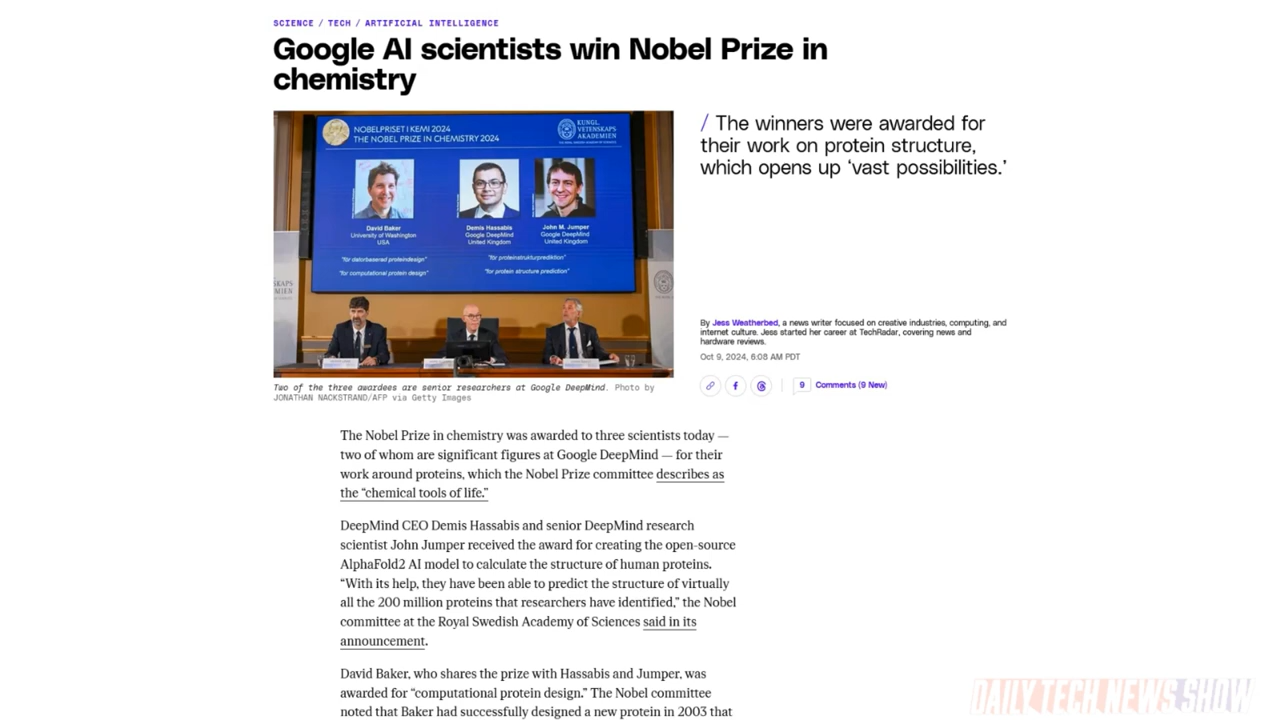 SCIENCE / TECH / ARTIFICIAL INTELLIGENCE
Google AI scientists win Nobel Prize in
chemistry
NOBELPRISET I KEMI 2024
THE NOBEL PRIZE IN CHEMISTRY 2024
KUNGL.
VETENSKAPS
AKADEMIEN
David Baker
University of Washington
USA
"för datorbaserad proteindesign"
"for computational protein design"
Demis Hassabis
Google DeepMind
United Kingdom
John M. Jumper
Google DeepMind
United Kingdom
"för proteinstrukturprediktion"
"for protein structure prediction"
Two of the three awardees are senior researchers at Google DeepMind. Photo by
JONATHAN NACKSTRAND/AFP via Getty Images
/ The winners were awarded for
their work on protein structure,
which opens up ‘vast possibilities.’
By Jess Weatherbed, a news writer focused on creative industries, computing, and
internet culture. Jess started her career at TechRadar, covering news and
hardware reviews.
Oct 9, 2024, 6:08 AM PDT
9 Comments (9 New)
The Nobel Prize in chemistry was awarded to three scientists today —
two of whom are significant figures at Google DeepMind — for their
work around proteins, which the Nobel Prize committee describes as
the “chemical tools of life.”
DeepMind CEO Demis Hassabis and senior DeepMind research
scientist John Jumper received the award for creating the open-source
AlphaFold2 AI model to calculate the structure of human proteins.
“With its help, they have been able to predict the structure of virtually
all the 200 million proteins that researchers have identified,” the Nobel
committee at the Royal Swedish Academy of Sciences said in its
announcement.
David Baker, who shares the prize with Hassabis and Jumper, was
awarded for “computational protein design.” The Nobel committee
noted that Baker had successfully designed a new protein in 2003 that
DAILY TECH NEWS SHOW